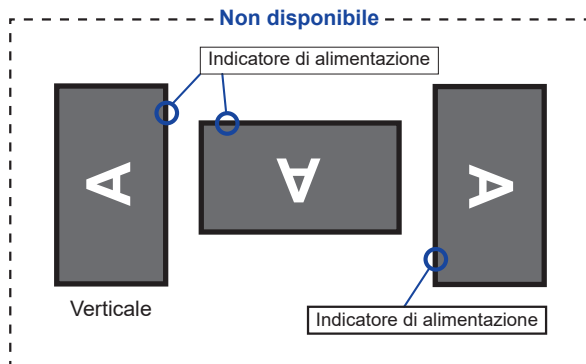 Non disponibile
Indicatore di alimentazione
A
A
A
Verticale
Indicatore di alimentazione